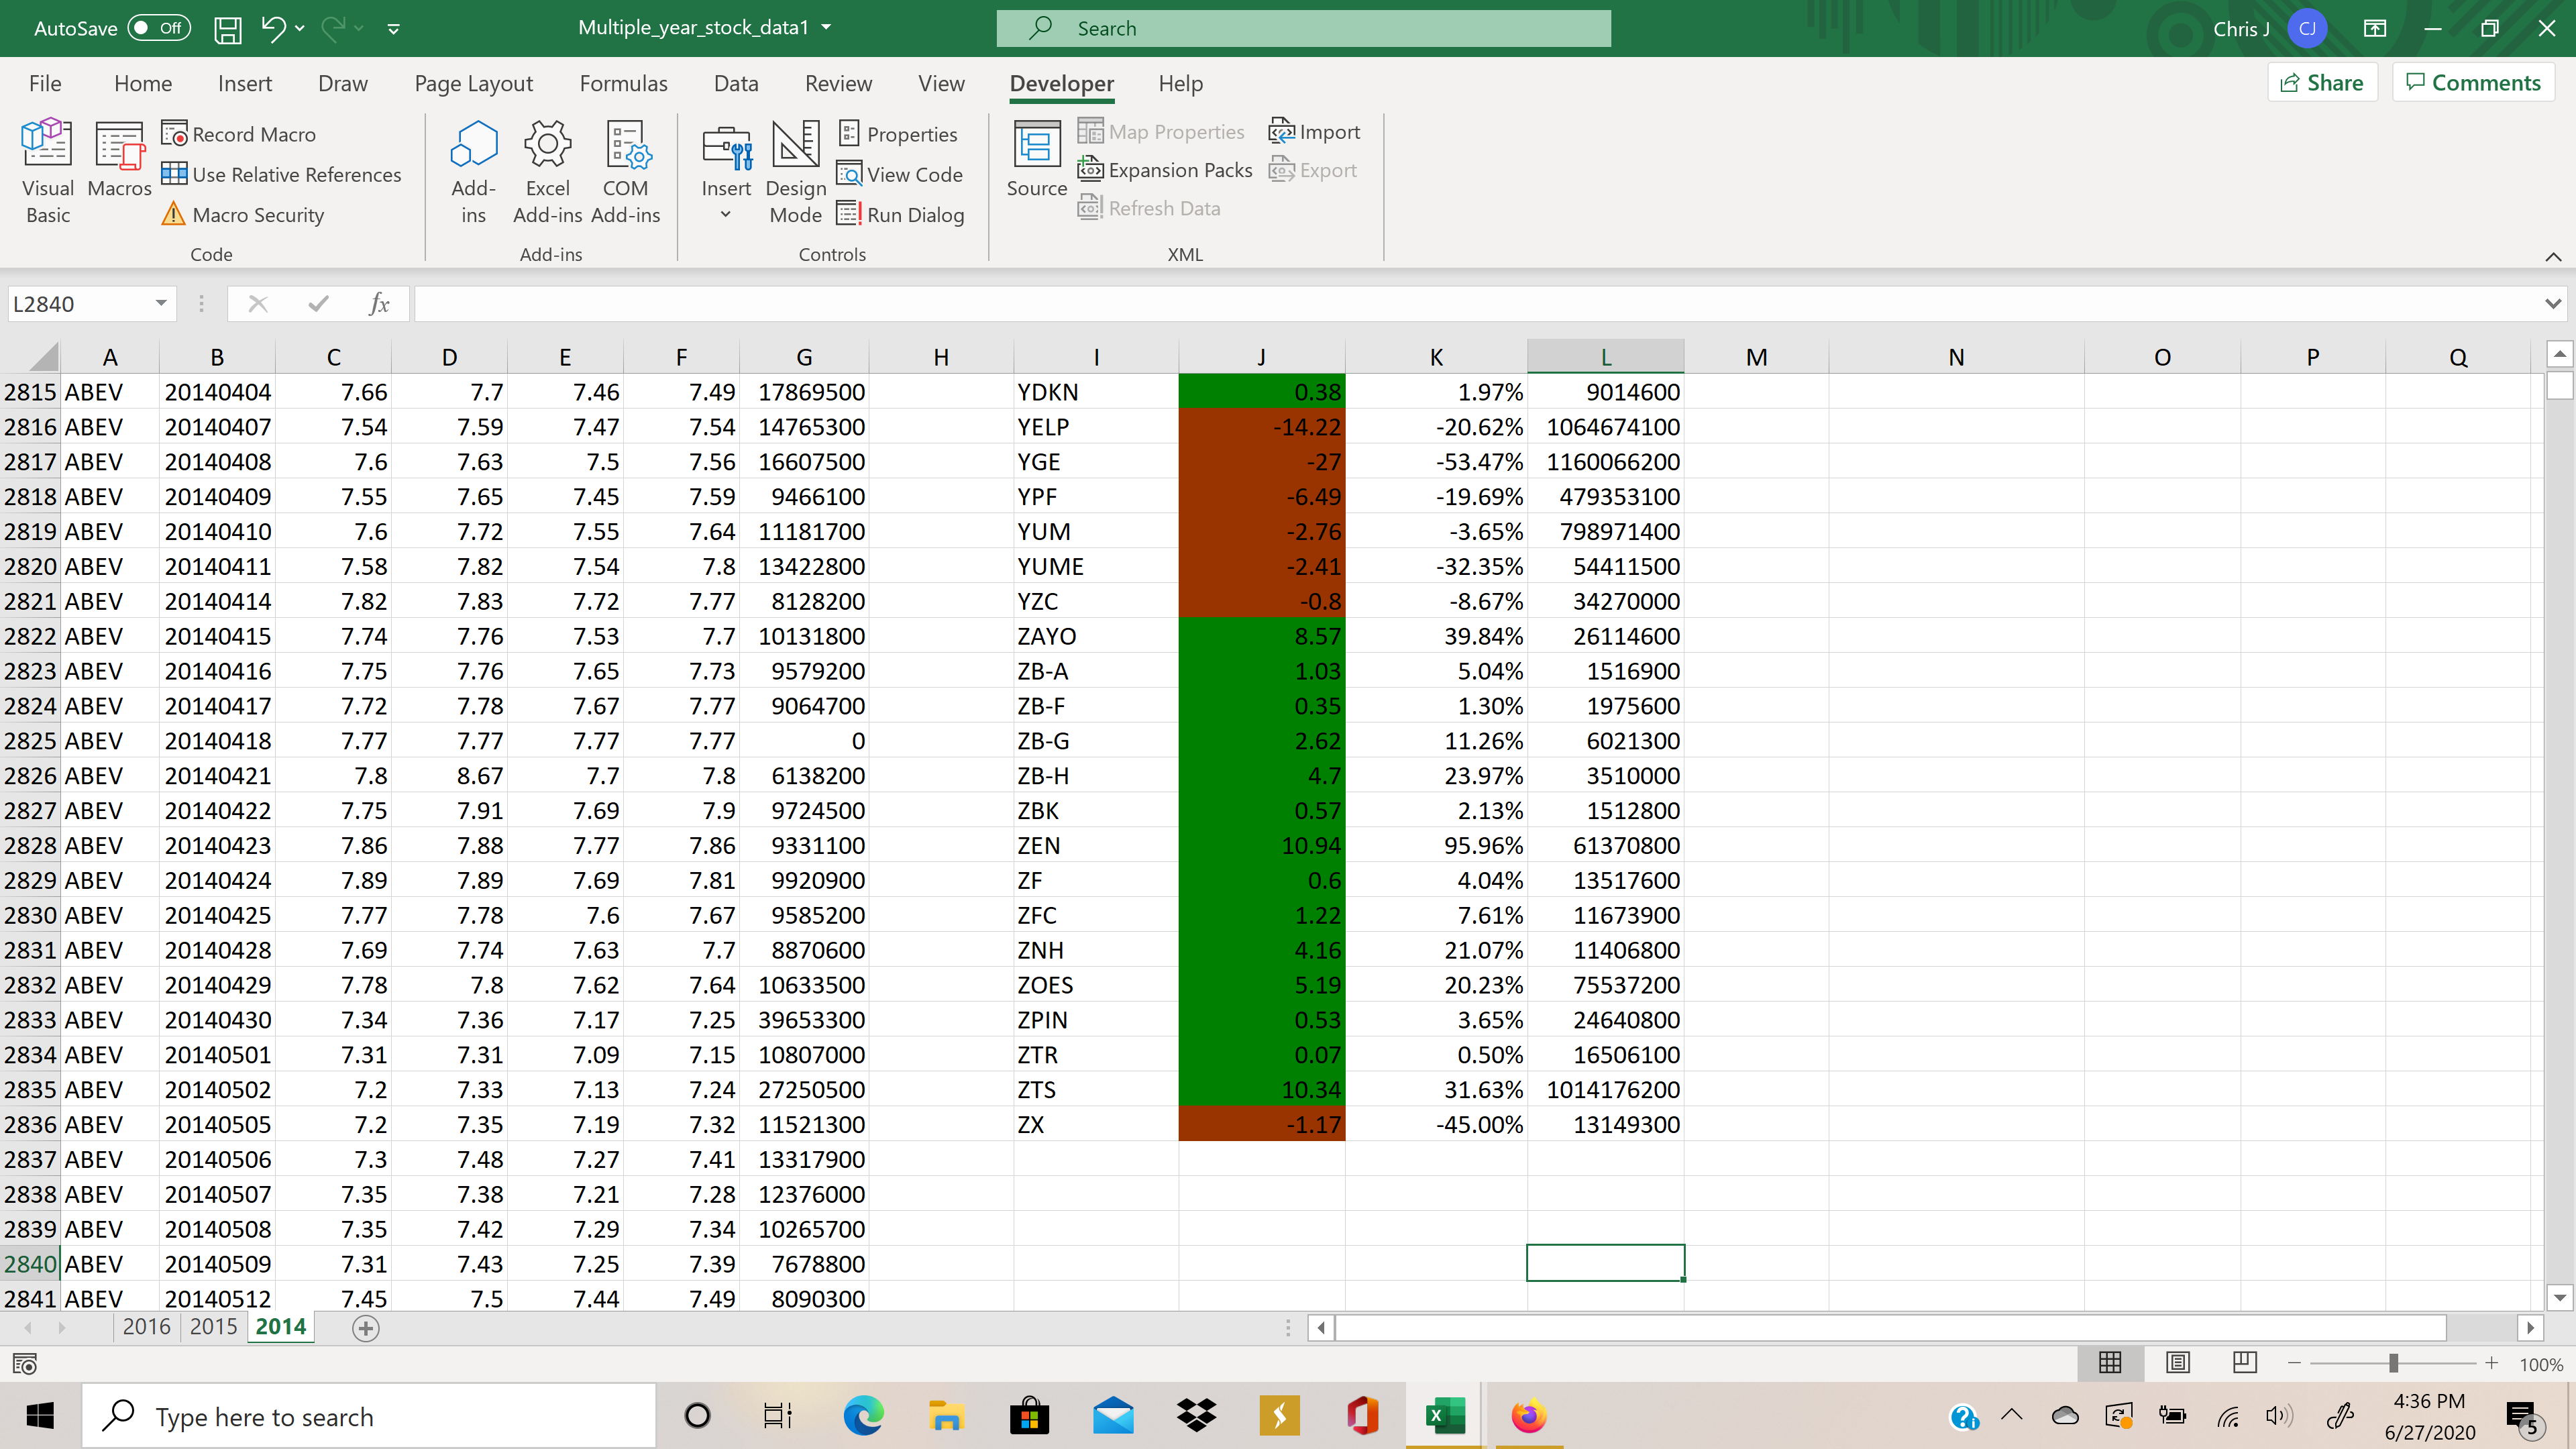 AutoSave Off Multiple_year_stock_data1 Search Chris J CJ
File Home Insert Draw Page Layout Formulas Data Review View Developer Help Share Comments
Visual Basic
Macros
Record Macro
Use Relative References
Macro Security
Code
Add-ins
Excel Add-ins
COM Add-ins
Add-ins
Insert
Design Mode
Properties
View Code
Run Dialog
Controls
Source
Map Properties
Expansion Packs
Refresh Data
Import
Export
XML
L2840 fx
A B C D E F G H I J K L M N O P Q
2815 ABEV 20140404 7.66 7.7 7.46 7.49 17869500 YDKN 0.38 1.97% 9014600
2816 ABEV 20140407 7.54 7.59 7.47 7.54 14765300 YELP -14.22 -20.62% 1064674100
2817 ABEV 20140408 7.6 7.63 7.5 7.56 16607500 YGE -27 -53.47% 1160066200
2818 ABEV 20140409 7.55 7.65 7.45 7.59 9466100 YPF -6.49 -19.69% 479353100
2819 ABEV 20140410 7.6 7.72 7.55 7.64 11181700 YUM -2.76 -3.65% 798971400
2820 ABEV 20140411 7.58 7.82 7.54 7.8 13422800 YUME -2.41 -32.35% 54411500
2821 ABEV 20140414 7.82 7.83 7.72 7.77 8128200 YZC -0.8 -8.67% 34270000
2822 ABEV 20140415 7.74 7.76 7.53 7.7 10131800 ZAYO 8.57 39.84% 26114600
2823 ABEV 20140416 7.75 7.76 7.65 7.73 9579200 ZB-A 1.03 5.04% 1516900
2824 ABEV 20140417 7.72 7.78 7.67 7.77 9064700 ZB-F 0.35 1.30% 1975600
2825 ABEV 20140418 7.77 7.77 7.77 7.77 0 ZB-G 2.62 11.26% 6021300
2826 ABEV 20140421 7.8 8.67 7.7 7.8 6138200 ZB-H 4.7 23.97% 3510000
2827 ABEV 20140422 7.75 7.91 7.69 7.9 9724500 ZBK 0.57 2.13% 1512800
2828 ABEV 20140423 7.86 7.88 7.77 7.86 9331100 ZEN 10.94 95.96% 61370800
2829 ABEV 20140424 7.89 7.89 7.69 7.81 9920900 ZF 0.6 4.04% 13517600
2830 ABEV 20140425 7.77 7.78 7.6 7.67 9585200 ZFC 1.22 7.61% 11673900
2831 ABEV 20140428 7.69 7.74 7.63 7.7 8870600 ZNH 4.16 21.07% 11406800
2832 ABEV 20140429 7.78 7.8 7.62 7.64 10633500 ZOES 5.19 20.23% 75537200
2833 ABEV 20140430 7.34 7.36 7.17 7.25 39653300 ZPIN 0.53 3.65% 24640800
2834 ABEV 20140501 7.31 7.31 7.09 7.15 10807000 ZTR 0.07 0.50% 16506100
2835 ABEV 20140502 7.2 7.33 7.13 7.24 27250500 ZTS 10.34 31.63% 1014176200
2836 ABEV 20140505 7.2 7.35 7.19 7.32 11521300 ZX -1.17 -45.00% 13149300
2837 ABEV 20140506 7.3 7.48 7.27 7.41 13317900
2838 ABEV 20140507 7.35 7.38 7.21 7.28 12376000
2839 ABEV 20140508 7.35 7.42 7.29 7.34 10265700
2840 ABEV 20140509 7.31 7.43 7.25 7.39 7678800
2841 ABEV 20140512 7.45 7.5 7.44 7.49 8090300
2016 2015 2014
100%
Type here to search
4:36 PM
6/27/2020
5